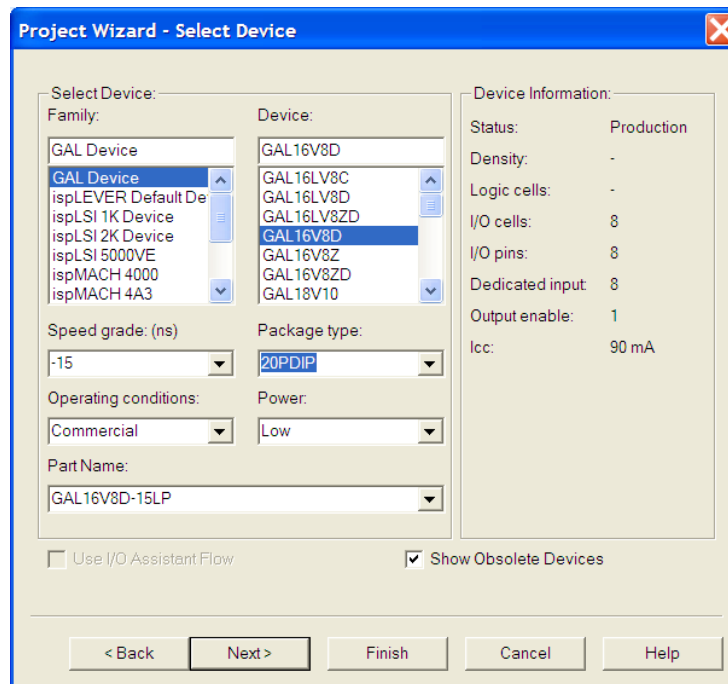 Project Wizard - Select Device
Select Device:
Family:
Device:
GAL Device
GAL16V8D
GAL Device
ispLEVER Default De
ispLSI 1K Device
ispLSI 2K Device
ispLSI 5000VE
ispMACH 4000
ispMACH 4A3
GAL16LV8C
GAL16LV8D
GAL16LV8ZD
GAL16V8D
GAL16V8Z
GAL16V8ZD
GAL18V10
Speed grade: (ns)
Package type:
-15
20PDIP
Operating conditions:
Power:
Commercial
Low
Part Name:
GAL16V8D-15LP
Device Information:
Status: Production
Density: -
Logic cells: -
I/O cells: 8
I/O pins: 8
Dedicated input: 8
Output enable: 1
Icc: 90 mA
Use I/O Assistant Flow
Show Obsolete Devices
< Back
Next >
Finish
Cancel
Help